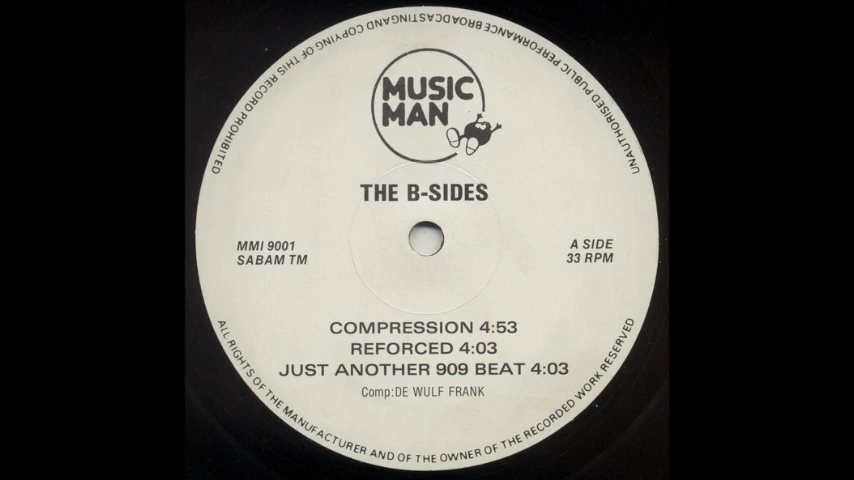 UNAUTHORISED PUBLIC PERFORMANCE BROADCASTINGAND COPYING OF THIS RECORD PROHIBITED
MUSIC
MAN
THE B-SIDES
MMI 9001
SABAM TM
A SIDE
33 RPM
COMPRESSION 4:53
REFORCED 4:03
JUST ANOTHER 909 BEAT 4:03
Comp:DE WULF FRANK
ALL RIGHTS OF THE MANUFACTURER AND OF THE OWNER OF THE RECORDED WORK RESERVED